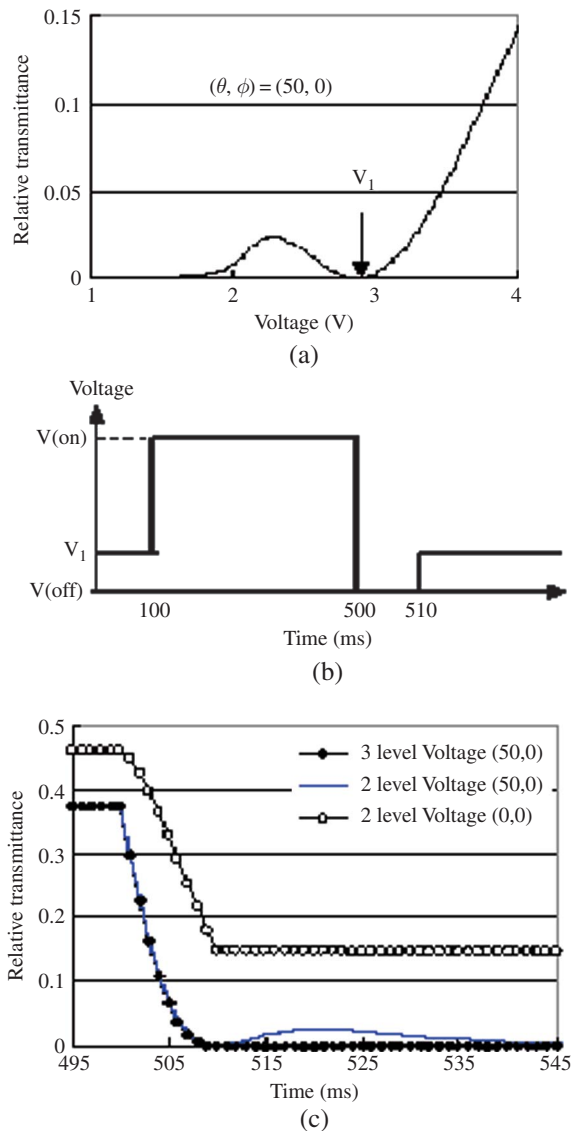 0.15
0.1
0.05
0
Relative transmittance
(θ, ϕ) = (50, 0)
V1
1 2 3 4
Voltage (V)
(a)
Voltage
V(on)
V1
V(off)
100 500 510
Time (ms)
(b)
0.5
0.4
0.3
0.2
0.1
0
Relative transmittance
3 level Voltage (50,0)
2 level Voltage (50,0)
2 level Voltage (0,0)
495 505 515 525 535 545
Time (ms)
(c)